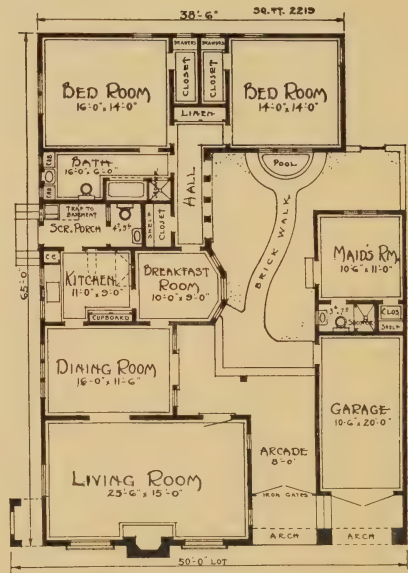 38'-6"
SQ. FT. 2219
BED ROOM
16'-0" x 14'-0"
DRAWERS
DRAWERS
CLOSET
CLOSET
BED ROOM
14'-0" x 14'-0"
LINEN
BATH
16'-0" x 6'-0"
SHOWER
HALL
POOL
BRICK WALK
TRAP TO
BASEMENT
SCR. PORCH
SHELF
CLOSET
MAID'S RM.
10'-6" x 11'-0"
C.C.
KITCHEN
11'-0" x 9'-0"
BREAKFAST
ROOM
10'-0" x 9'-0"
CUPBOARD
SHOWER
CLOS
SHELF
65'-0"
DINING ROOM
16'-0" x 11'-6"
GARAGE
10'-6" x 20'-0"
ARCADE
8'-0"
LIVING ROOM
25'-6" x 15'-0"
IRON GATES
ARCH
ARCH
50'-0" LOT